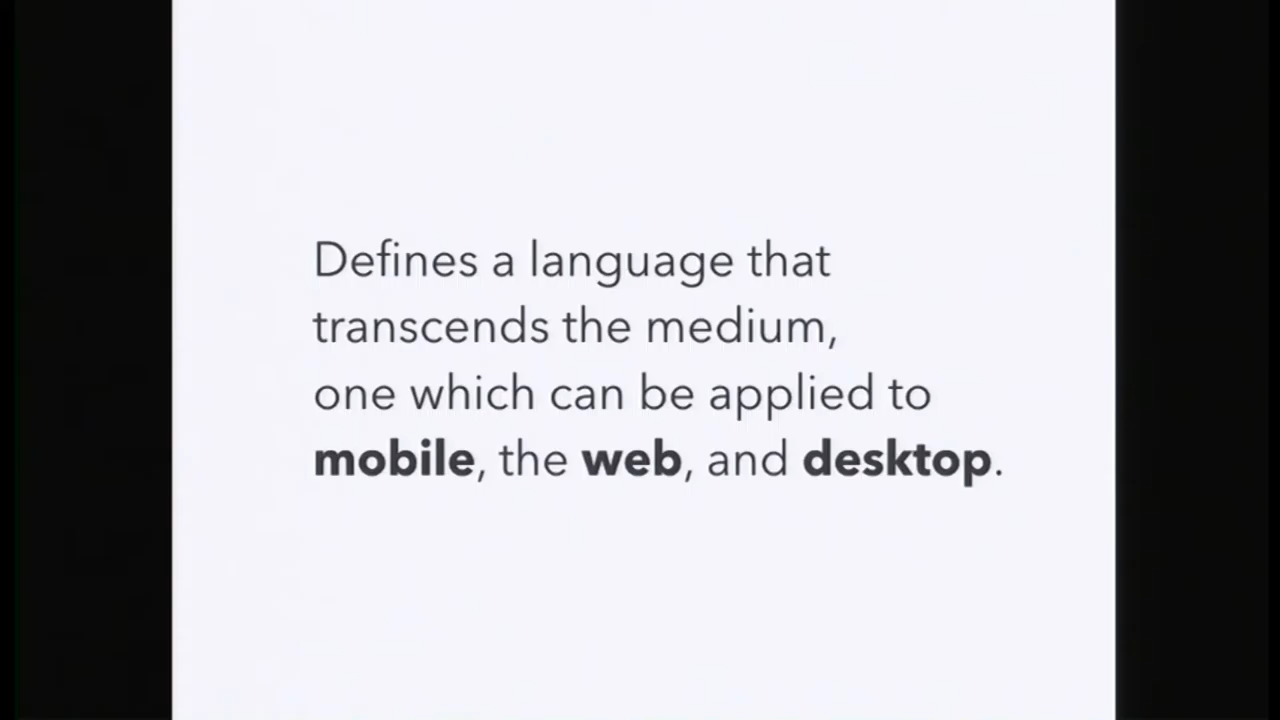 Defines a language that
transcends the medium,
one which can be applied to
mobile, the web, and desktop.